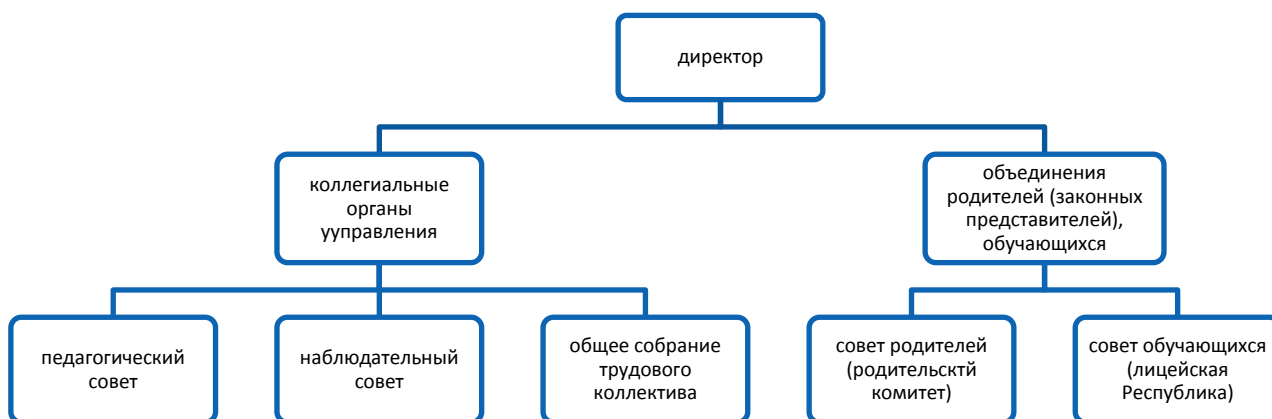 директор
коллегиальные
органы
ууправления
объединения
родителей (законных
представителей),
обучающихся
педагогический
совет
наблюдательный
совет
общее собрание
трудового
коллектива
совет родителей
(родительсктй
комитет)
совет обучающихся
(лицейская
Республика)